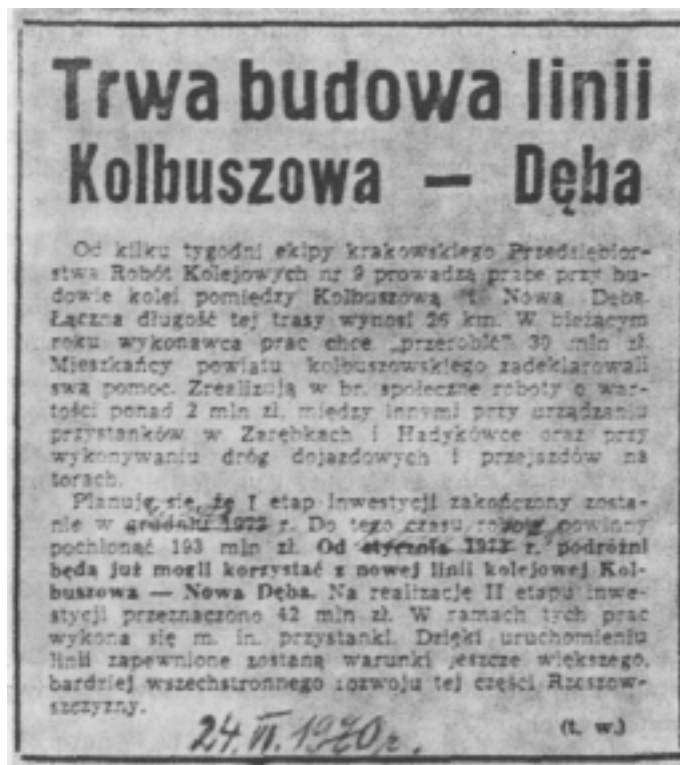 Trwa budowa linii
Kolbuszowa — Dęba
Od kilku tygodni ekipy krakowskiego Przedsiębior-
stwa Robót Kolejowych nr 9 prowadzą prace przy bu-
dowie kolei pomiędzy Kolbuszową i Nową Dębą.
Łączna długość tej trasy wynosi 26 km. W bieżącym
roku wykonawca prac chce „przerobić” 30 mln zł.
Mieszkańcy powiatu kolbuszowskiego zadeklarowali
swą pomoc. Zrealizują w br. społeczne roboty o war-
tości ponad 2 mln zł, między innymi przy urządzaniu
przystanków w Zarębkach i Hadykówce oraz przy
wykonywaniu dróg dojazdowych i przejazdów na
torach.
Planuje się, że I etap inwestycji zakończony zosta-
nie w grudniu 1972 r. Do tego czasu roboty powinny
pochłonąć 193 mln zł. Od stycznia 1973 r. podróżni
będą już mogli korzystać z nowej linii kolejowej Kol-
buszowa — Nowa Dęba. Na realizację II etapu inwe-
stycji przeznaczono 42 mln zł. W ramach tych prac
wykona się m. in. przystanki. Dzięki uruchomieniu
linii zapewnione zostaną warunki jeszcze większego,
bardziej wszechstronnego rozwoju tej części Rzeszow-
szczyzny.
(t. w.)
24.VI.1970 r.